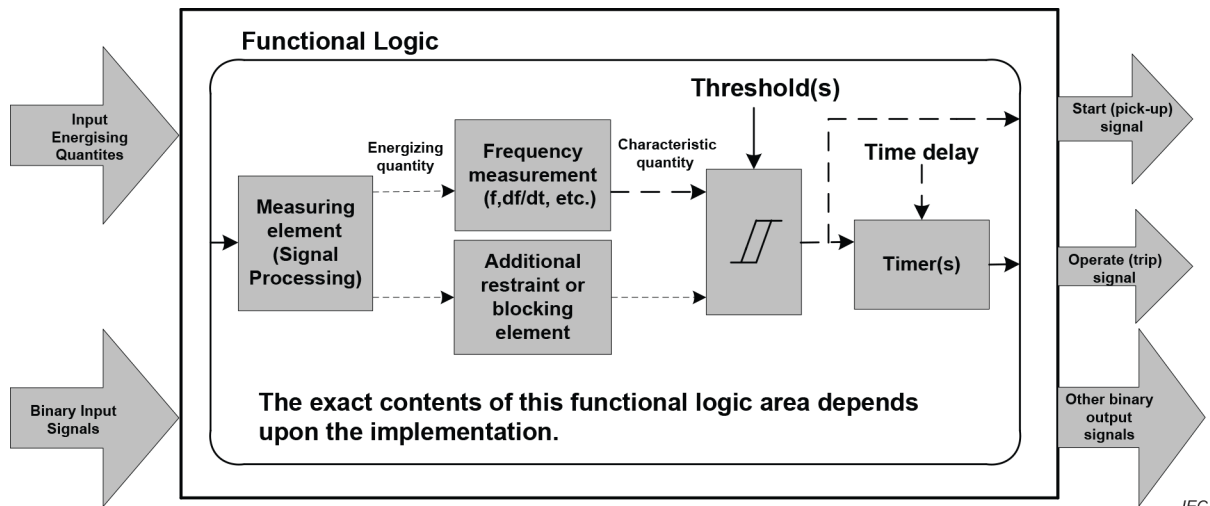 Functional Logic
Input
Energising
Quantites
Binary Input
Signals
Measuring
element
(Signal
Processing)
Energizing
quantity
Frequency
measurement
(f,df/dt, etc.)
Additional
restraint or
blocking
element
Characteristic
quantity
Threshold(s)
Time delay
Timer(s)
The exact contents of this functional logic area depends
upon the implementation.
Start (pick-up)
signal
Operate (trip)
signal
Other binary
output
signals
IEC